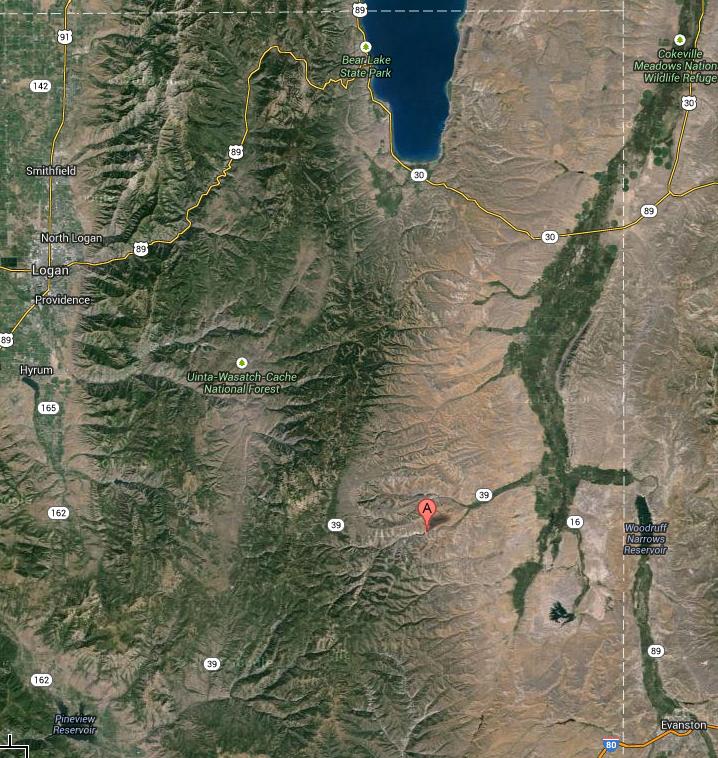 89
91
Bear Lake
State Park
Cokeville
Meadows Nation
Wildlife Refuge
142
30
89
Smithfield
30
89
North Logan
89
30
Logan
Providence
89
Uinta-Wasatch-Cache
National Forest
Hyrum
165
39
A
162
39
16
Woodruff
Narrows
Reservoir
39
89
162
Pineview
Reservoir
Evanston
80